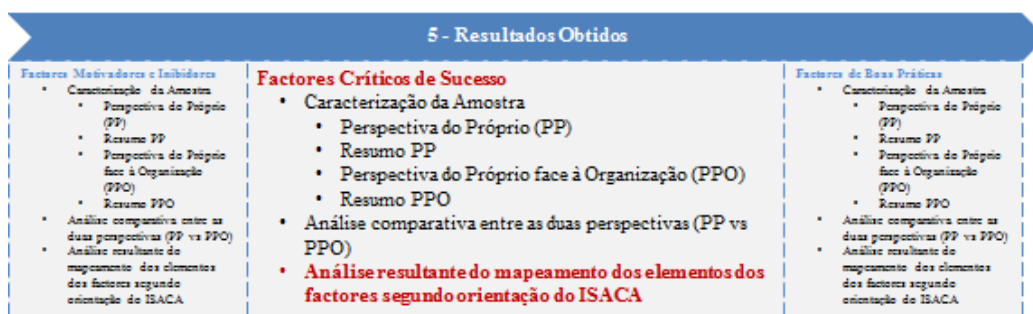 5 - Resultados Obtidos
Factores Motivadores e Inibidores
• Caracterização da Amostra
• Perspectiva do Próprio
(PP)
• Resumo PP
• Perspectiva do Próprio
face à Organização
(PPO)
• Resumo PPO
• Análise comparativa entre as
duas perspectivas (PP vs PPO)
• Análise resultante do
mapeamento dos elementos
dos factores segundo
orientação do ISACA
Factores Críticos de Sucesso
• Caracterização da Amostra
• Perspectiva do Próprio (PP)
• Resumo PP
• Perspectiva do Próprio face à Organização (PPO)
• Resumo PPO
• Análise comparativa entre as duas perspectivas (PP vs
PPO)
• Análise resultante do mapeamento dos elementos dos
factores segundo orientação do ISACA
Factores de Boas Práticas
• Caracterização da Amostra
• Perspectiva do Próprio
(PP)
• Resumo PP
• Perspectiva do Próprio
face à Organização
(PPO)
• Resumo PPO
• Análise comparativa entre as
duas perspectivas (PP vs PPO)
• Análise resultante do
mapeamento dos elementos
dos factores segundo
orientação do ISACA